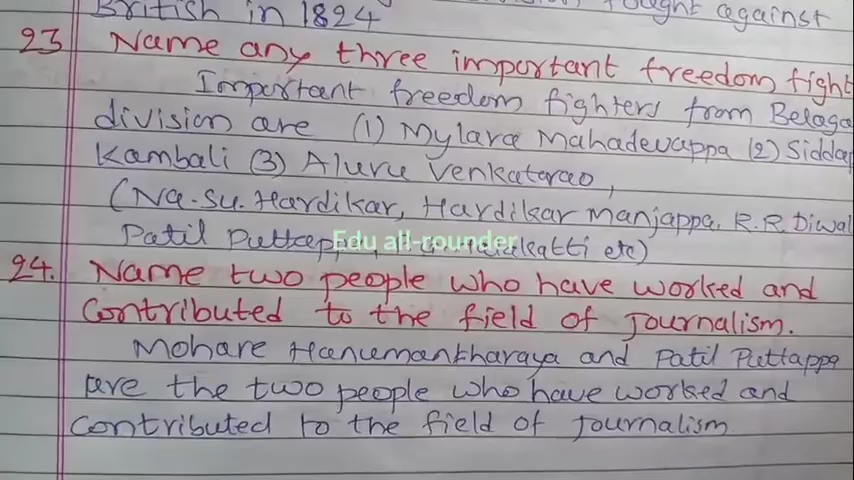 British in 1824 fought against
23 Name any three important freedom fight
Important freedom fighters from Belaga
division are (1) Mylara Mahadevappa (2) Siddap
Kambali (3) Aluru Venkatarao,
(Na.Su. Hardikar, Hardikar Manjappa, R.R. Diwal
Patil Puttappa, etc)
Edu all-rounder
24. Name two people who have worked and
contributed to the field of Journalism.
Mohare Hanumantharaya and Patil Puttappa
are the two people who have worked and
contributed to the field of Journalism